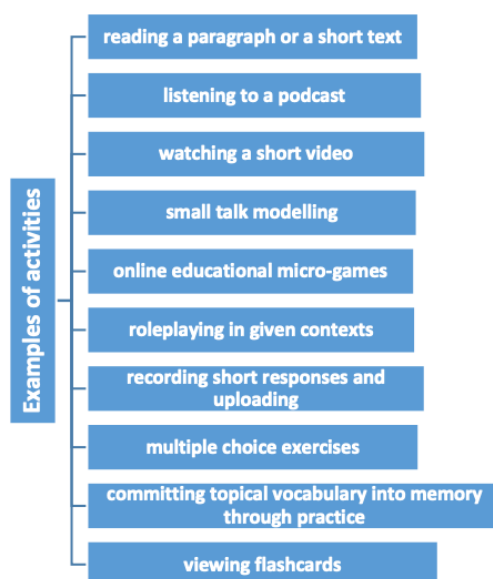 Examples of activities
reading a paragraph or a short text
listening to a podcast
watching a short video
small talk modelling
online educational micro-games
roleplaying in given contexts
recording short responses and
uploading
multiple choice exercises
committing topical vocabulary into memory
through practice
viewing flashcards